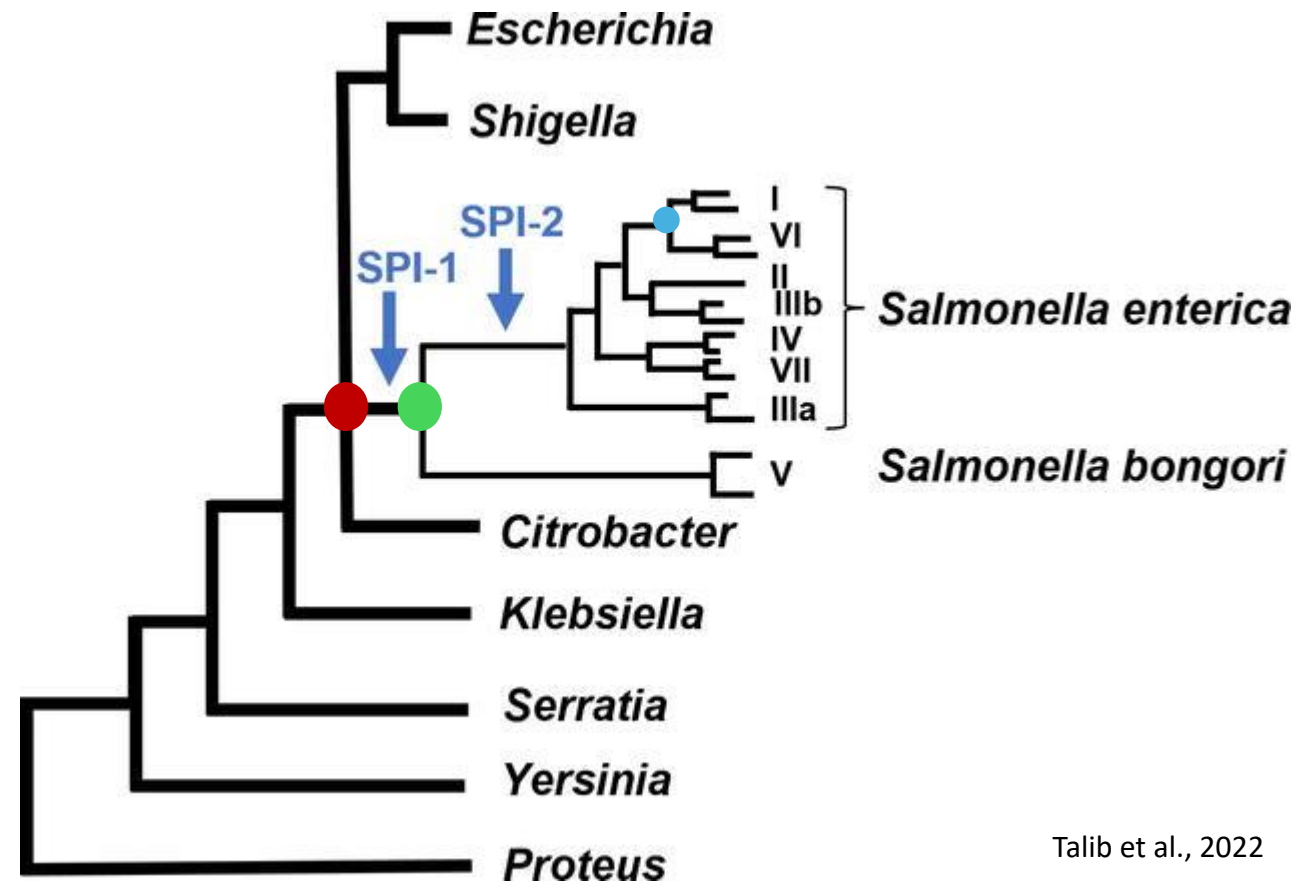 Escherichia
Shigella
SPI-2
SPI-1
I
VI
II
IIIb
IV
VII
IIIa
V
Salmonella enterica
Salmonella bongori
Citrobacter
Klebsiella
Serratia
Yersinia
Proteus
Talib et al., 2022